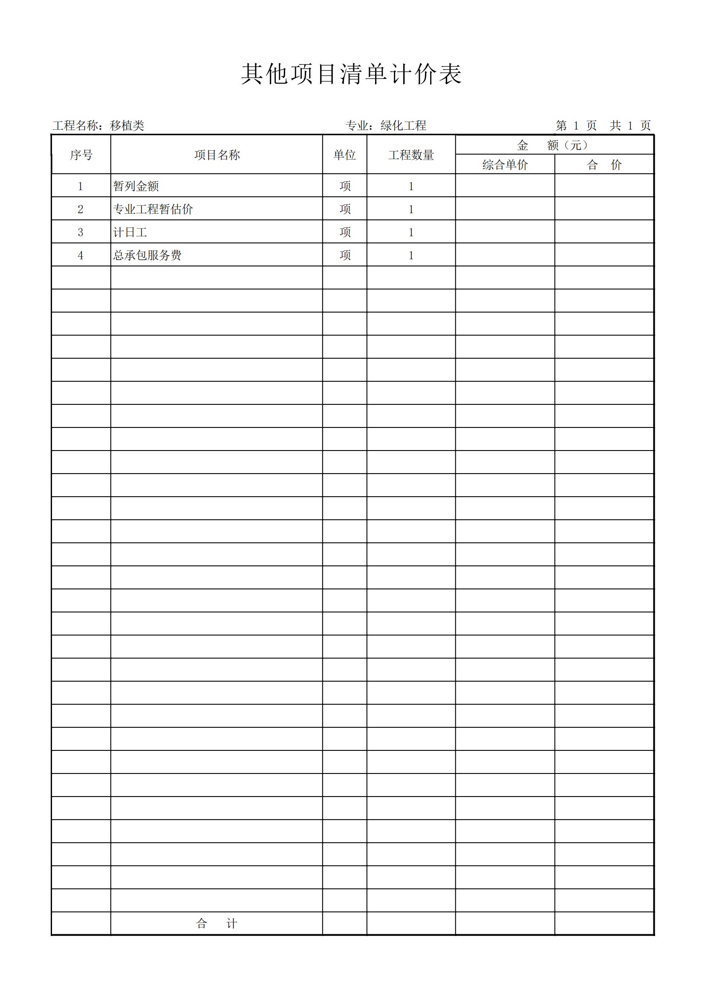 其他项目清单计价表
工程名称：移植类 专业：绿化工程 第 1 页 共 1 页
序号 项目名称 单位 工程数量 金 额（元）
综合单价 合 价
1 暂列金额 项 1
2 专业工程暂估价 项 1
3 计日工 项 1
4 总承包服务费 项 1
合 计